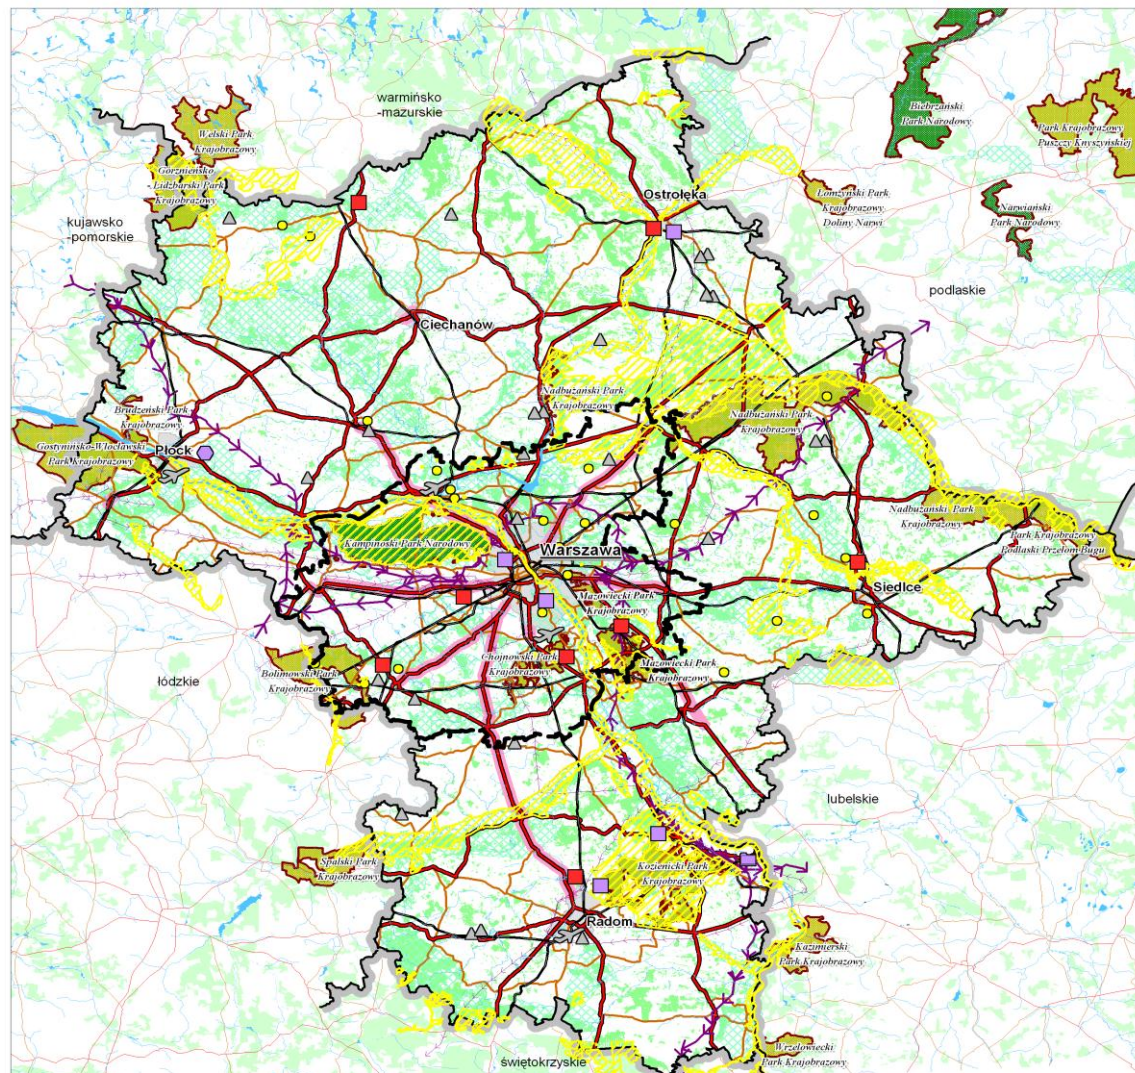 warmińsko
-mazurskie
Biebrzański
Park Narodowy
Park Krajobrazowy
Puszczy Knyszyńskiej
Welski Park
Krajobrazowy
Górznieńsko
-Lidzbarski Park
Krajobrazowy
kujawsko
-pomorskie
Ostrołęka
Łomżyński Park
Krajobrazowy
Doliny Narwi
Narwiański
Park Narodowy
podlaskie
Ciechanów
Nadbużański Park
Krajobrazowy
Nadbużański Park
Krajobrazowy
Brudzeński Park
Krajobrazowy
Gostynińsko-Włocławski
Park Krajobrazowy
Płock
Nadbużański Park
Krajobrazowy
Park Krajobrazowy
Podlaski Przełom Bugu
Kampinoski Park Narodowy
Warszawa
Siedlce
Mazowiecki Park
Krajobrazowy
Chojnowski Park
Krajobrazowy
Mazowiecki Park
Krajobrazowy
Bolimowski Park
Krajobrazowy
łódzkie
lubelskie
Spalski Park
Krajobrazowy
Kozienicki Park
Krajobrazowy
Radom
Kazimierski
Park Krajobrazowy
Wrzelowiecki
Park Krajobrazowy
świętokrzyskie